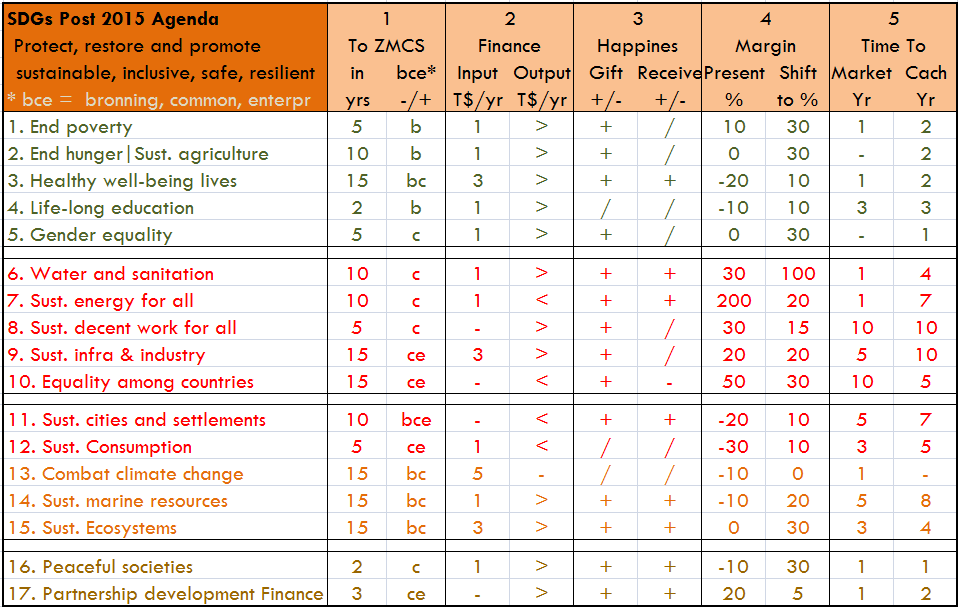 SDGs Post 2015 Agenda 1 2 3 4 5
Protect, restore and promote To ZMCS Finance Happines Margin Time To
sustainable, inclusive, safe, resilient in bce* Input Output Gift Receive Present Shift Market Cach
* bce = bronning, common, enterpr yrs -/+ T$/yr T$/yr +/- +/- % to % Yr Yr
1. End poverty 5 b 1 > + / 10 30 1 2
2. End hunger|Sust. agriculture 10 b 1 > + / 0 30 - 2
3. Healthy well-being lives 15 bc 3 > + + -20 10 1 2
4. Life-long education 2 b 1 > / / -10 10 3 3
5. Gender equality 5 c 1 > + / 0 30 - 1
6. Water and sanitation 10 c 1 > + + 30 100 1 4
7. Sust. energy for all 10 c 1 < + + 200 20 1 7
8. Sust. decent work for all 5 c - > + / 30 15 10 10
9. Sust. infra & industry 15 ce 3 > + / 20 20 5 10
10. Equality among countries 15 ce - < + - 50 30 10 5
11. Sust. cities and settlements 10 bce - < + + -20 10 5 7
12. Sust. Consumption 5 ce 1 < / / -30 10 3 5
13. Combat climate change 15 bc 5 - / / -10 0 1 -
14. Sust. marine resources 15 bc 1 > + + -10 20 5 8
15. Sust. Ecosystems 15 bc 3 > + + 0 30 3 4
16. Peaceful societies 2 c 1 > + + -10 30 1 1
17. Partnership development Finance 3 ce - > + + 20 5 1 2